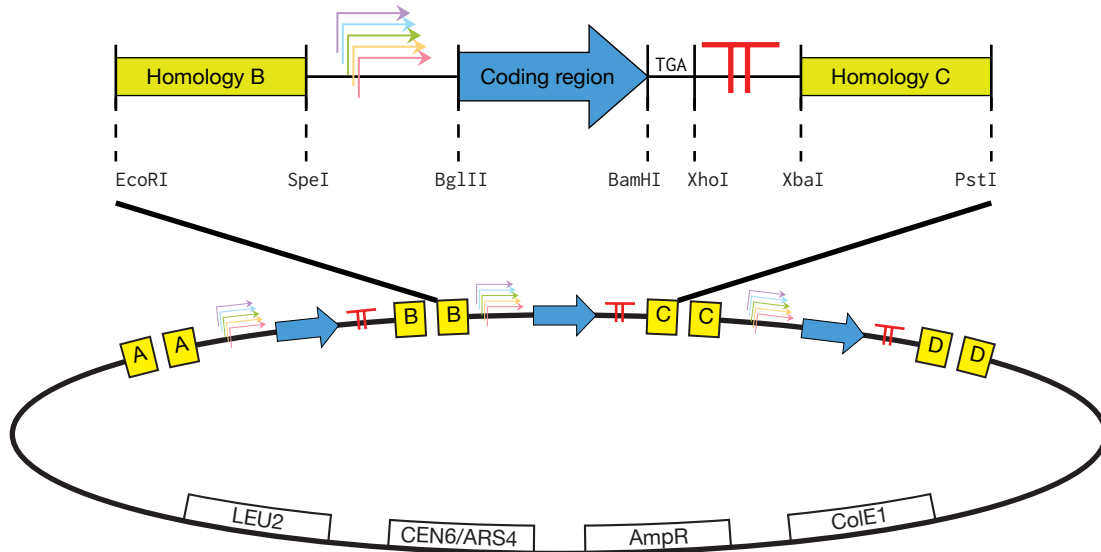 Homology B
Coding region
TGA
Homology C
EcoRI SpeI BglII BamHI XhoI XbaI PstI
A A B B C C D D
LEU2
CEN6/ARS4
AmpR
ColE1